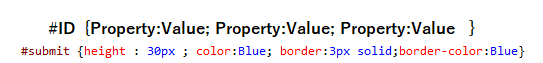 #ID {Property:Value; Property:Value; Property:Value }
#submit {height : 30px ; color:Blue; border:3px solid;border-color:Blue}